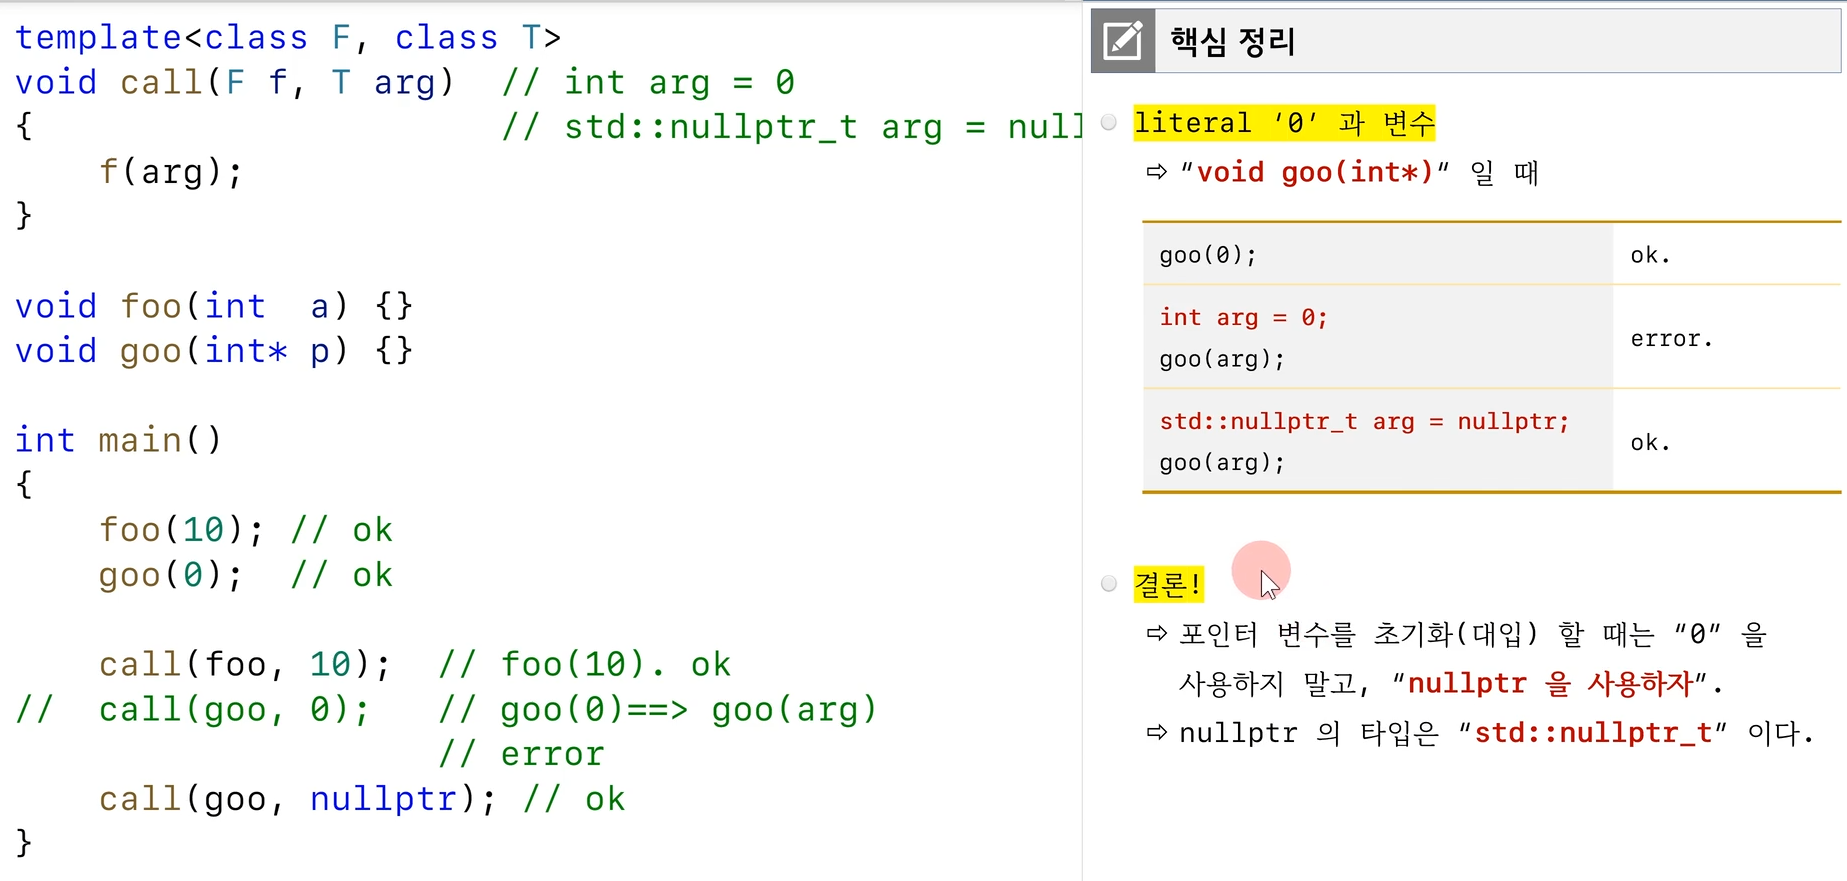 template<class F, class T>
void call(F f, T arg)  // int arg = 0
{                      // std::nullptr_t arg = null
    f(arg);
}
void foo(int  a) {}
void goo(int* p) {}
int main()
{
    foo(10); // ok
    goo(0);  // ok
    call(foo, 10);  // foo(10). ok
//  call(goo, 0);   // goo(0)==> goo(arg)
                    // error
    call(goo, nullptr); // ok
}
핵심 정리
literal ‘0’ 과 변수
⇨ “void goo(int*)” 일 때
goo(0); ok.
int arg = 0;
goo(arg);
error.
std::nullptr_t arg = nullptr;
goo(arg);
ok.
결론!
⇨ 포인터 변수를 초기화(대입) 할 때는 “0” 을
사용하지 말고, “nullptr 을 사용하자”.
⇨ nullptr 의 타입은 “std::nullptr_t” 이다.